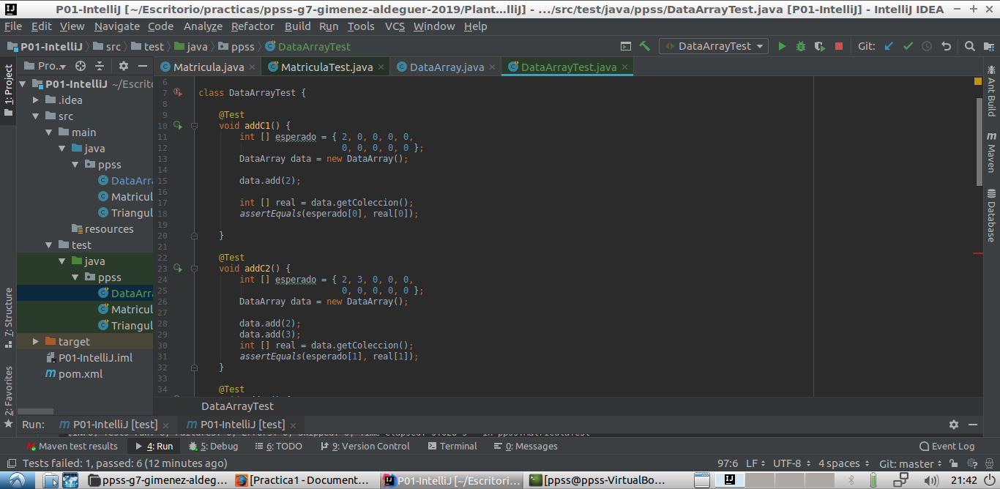 P01-IntelliJ [~/Escritorio/practicas/ppss-g7-gimenez-aldeguer-2019/Plant...lliJ] - .../src/test/java/ppss/DataArrayTest.java [P01-IntelliJ] - IntelliJ IDEA
File Edit View Navigate Code Analyze Refactor Build Run Tools VCS Window Help
P01-IntelliJ src test java ppss DataArrayTest
DataArrayTest Git:
Pro...
Matricula.java MatriculaTest.java DataArray.java DataArrayTest.java
1: Project
7: Structure
2: Favorites
P01-IntelliJ ~/Escrito
.idea
src
main
java
ppss
DataArra
Matricul
Triangul
resources
test
java
ppss
DataArra
Matricul
Triangul
target
P01-IntelliJ.iml
pom.xml
6
7 class DataArrayTest {
8
9 @Test
10 void addC1() {
11 int [] esperado = { 2, 0, 0, 0, 0,
12 0, 0, 0, 0, 0 };
13 DataArray data = new DataArray();
14
15 data.add(2);
16
17 int [] real = data.getColeccion();
18 assertEquals(esperado[0], real[0]);
19
20 }
21
22 @Test
23 void addC2() {
24 int [] esperado = { 2, 3, 0, 0, 0,
25 0, 0, 0, 0, 0 };
26 DataArray data = new DataArray();
27
28 data.add(2);
29 data.add(3);
30 int [] real = data.getColeccion();
31 assertEquals(esperado[1], real[1]);
32 }
33
34 @Test
DataArrayTest
Ant Build
Maven
Database
Run: P01-IntelliJ [test] P01-IntelliJ [test]
Maven test results 4: Run 5: Debug 6: TODO 9: Version Control Terminal 0: Messages Event Log
Tests failed: 1, passed: 6 (12 minutes ago) 97:6 LF UTF-8 4 spaces Git: master
ppss-g7-gimenez-aldeg... [Practica1 - Document... P01-IntelliJ [~/Escritori... [ppss@ppss-VirtualBo... 21:42